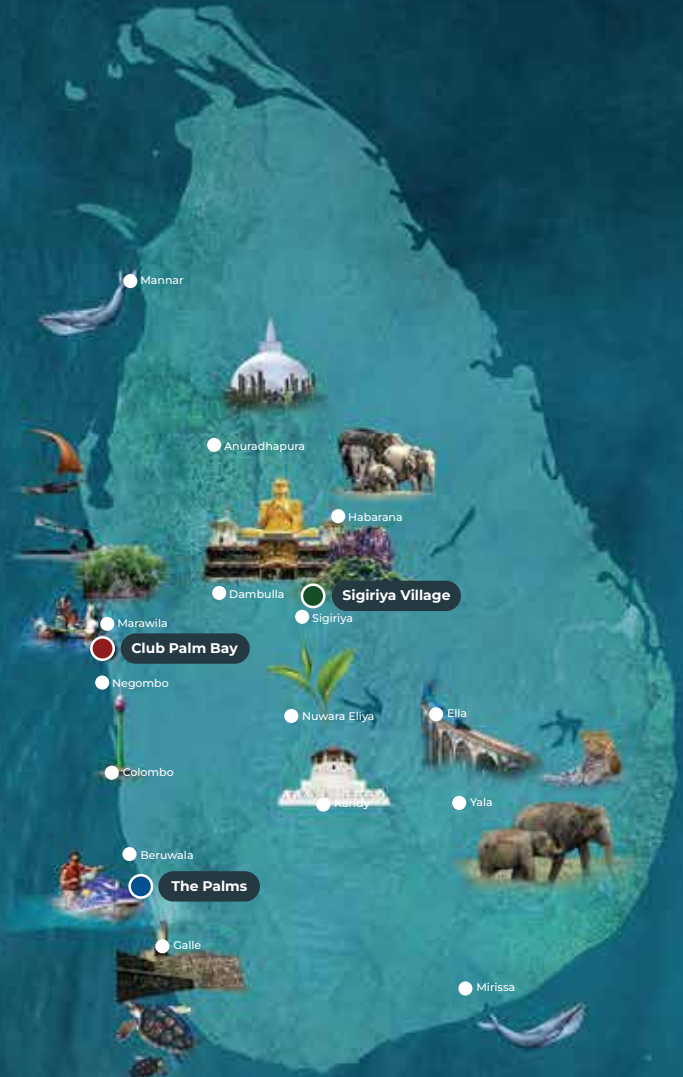 Mannar
Anuradhapura
Habarana
Dambulla
Sigiriya Village
Sigiriya
Marawila
Club Palm Bay
Negombo
Nuwara Eliya
Ella
Colombo
Kandy
Yala
Beruwala
The Palms
Galle
Mirissa